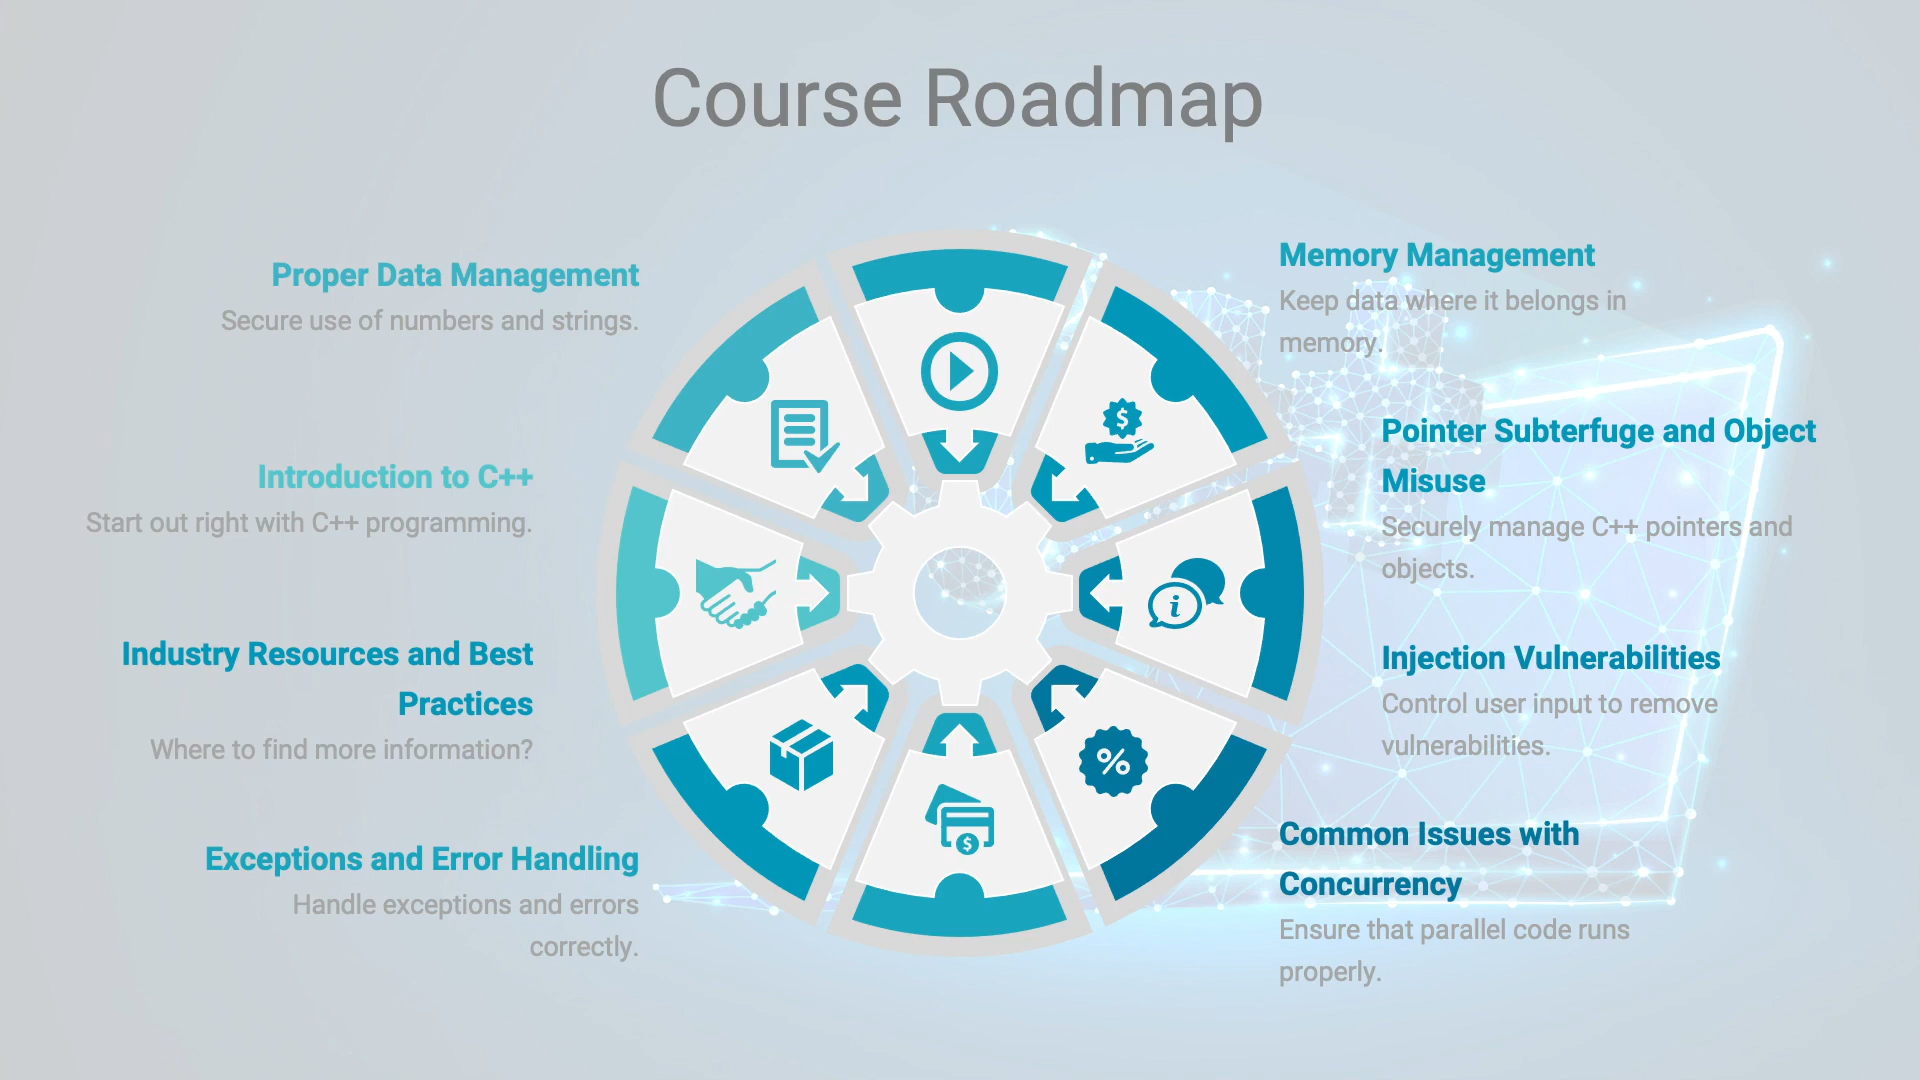 Course Roadmap
Proper Data Management
Secure use of numbers and strings.
Introduction to C++
Start out right with C++ programming.
Industry Resources and Best
Practices
Where to find more information?
Exceptions and Error Handling
Handle exceptions and errors
correctly.
Memory Management
Keep data where it belongs in
memory.
Pointer Subterfuge and Object
Misuse
Securely manage C++ pointers and
objects.
Injection Vulnerabilities
Control user input to remove
vulnerabilities.
Common Issues with
Concurrency
Ensure that parallel code runs
properly.
$
i
%
$